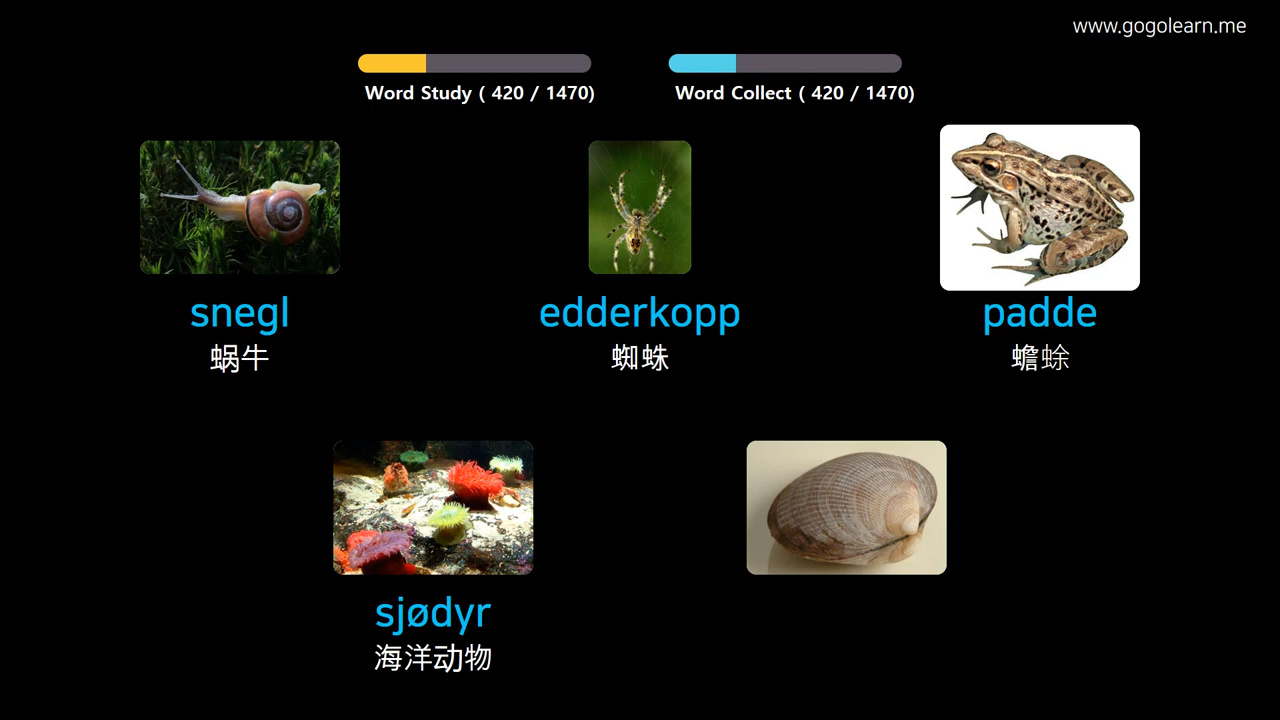 www.gogolearn.me
Word Study ( 420 / 1470)
Word Collect ( 420 / 1470)
snegl
蜗牛
edderkopp
蜘蛛
padde
蟾蜍
sjødyr
海洋动物